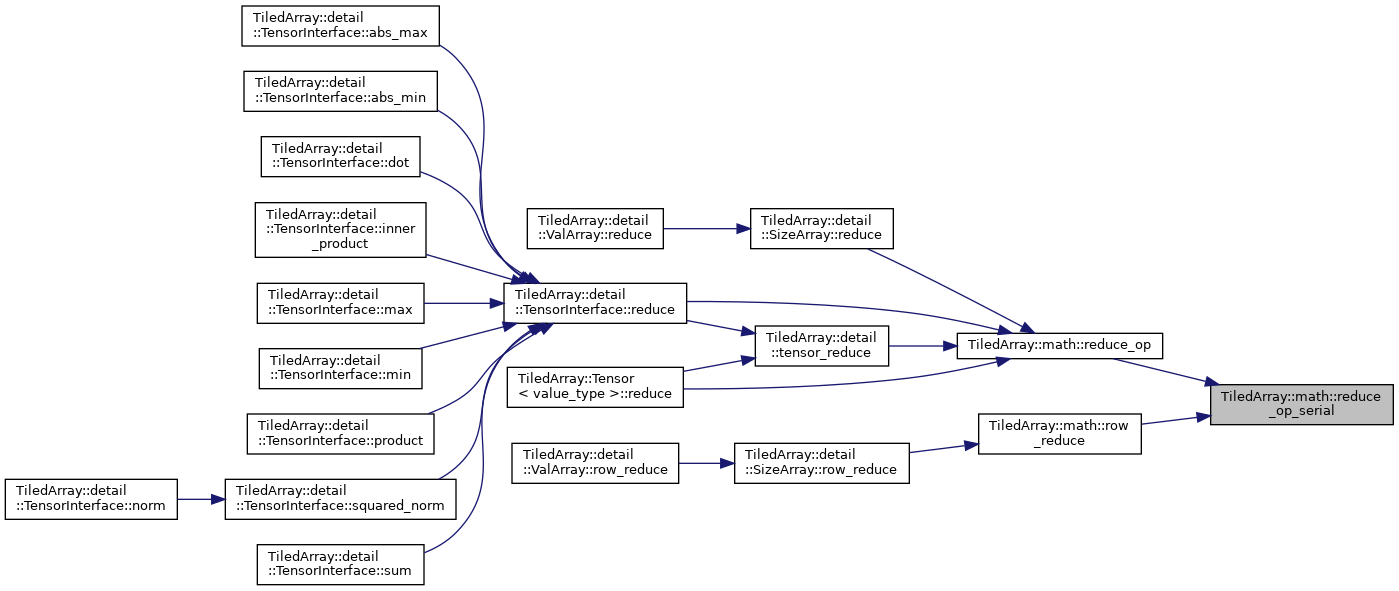 TiledArray::detail
::TensorInterface::abs_max
TiledArray::detail
::TensorInterface::abs_min
TiledArray::detail
::TensorInterface::dot
TiledArray::detail
::TensorInterface::inner
_product
TiledArray::detail
::TensorInterface::max
TiledArray::detail
::TensorInterface::min
TiledArray::detail
::TensorInterface::product
TiledArray::detail
::TensorInterface::norm
TiledArray::detail
::TensorInterface::squared_norm
TiledArray::detail
::TensorInterface::sum
TiledArray::detail
::ValArray::reduce
TiledArray::detail
::SizeArray::reduce
TiledArray::detail
::TensorInterface::reduce
TiledArray::detail
::tensor_reduce
TiledArray::Tensor
< value_type >::reduce
TiledArray::math::reduce_op
TiledArray::math::reduce
_op_serial
TiledArray::math::row
_reduce
TiledArray::detail
::ValArray::row_reduce
TiledArray::detail
::SizeArray::row_reduce